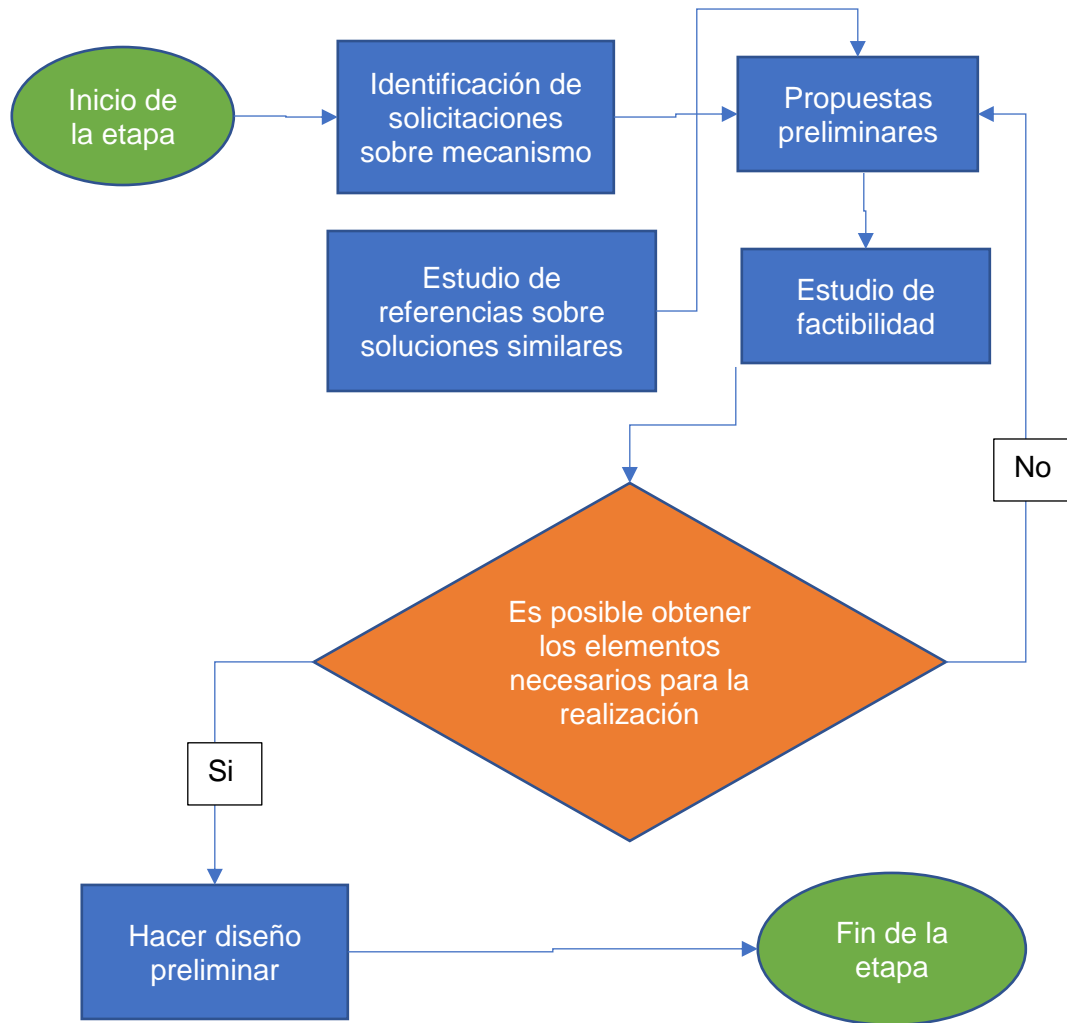 Inicio de
la etapa
Identificación de
solicitaciones
sobre mecanismo
Propuestas
preliminares
Estudio de
referencias sobre
soluciones similares
Estudio de
factibilidad
No
Es posible obtener
los elementos
necesarios para la
realización
Si
Hacer diseño
preliminar
Fin de la
etapa